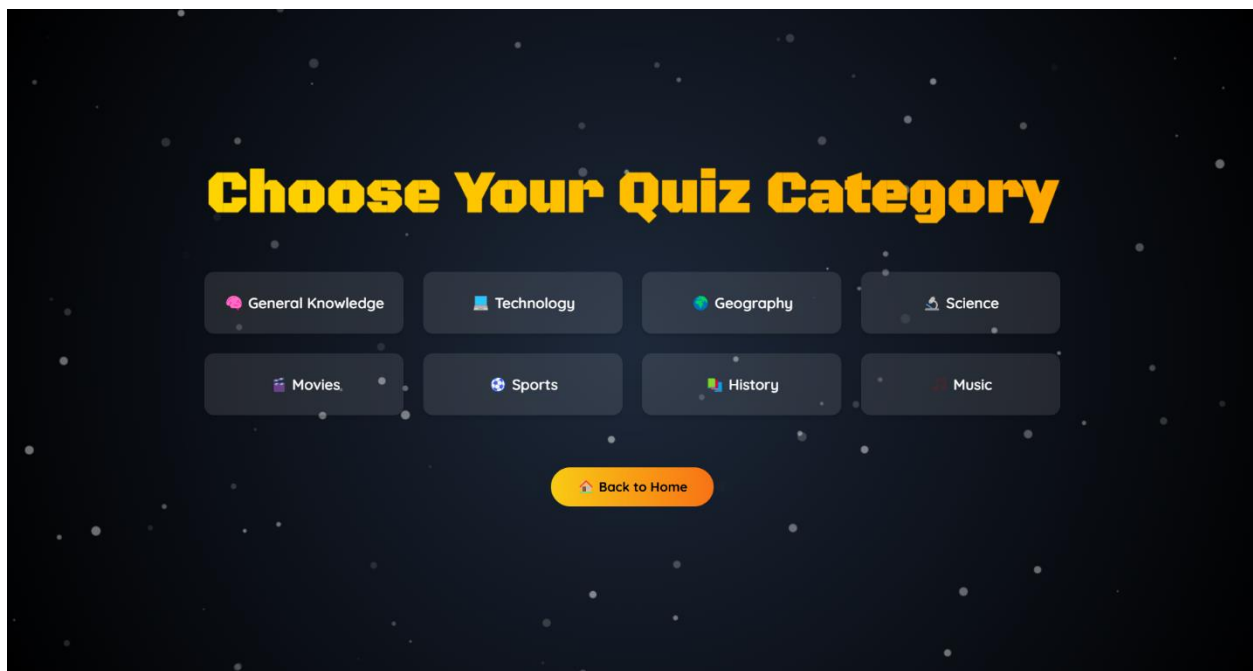 Choose Your Quiz Category
🧠 General Knowledge
💻 Technology
🌍 Geography
🔬 Science
🎬 Movies
⚽ Sports
📚 History
🎵 Music
🏠 Back to Home